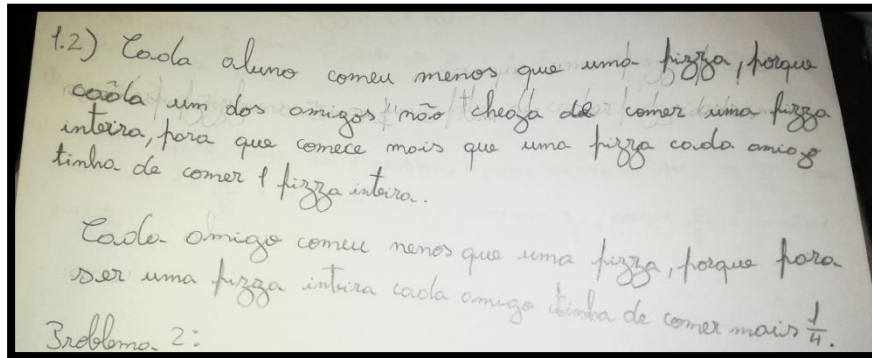 1.2) Cada aluno comeu menos que uma pizza, porque
cada um dos amigos não chega de comer uma pizza
inteira, para que comece mais que uma pizza cada amigo
tinha de comer 1 pizza inteira.
Cada amigo comeu menos que uma pizza, porque para
ser uma pizza inteira cada amigo tinha de comer mais 1/4.
Problema 2: